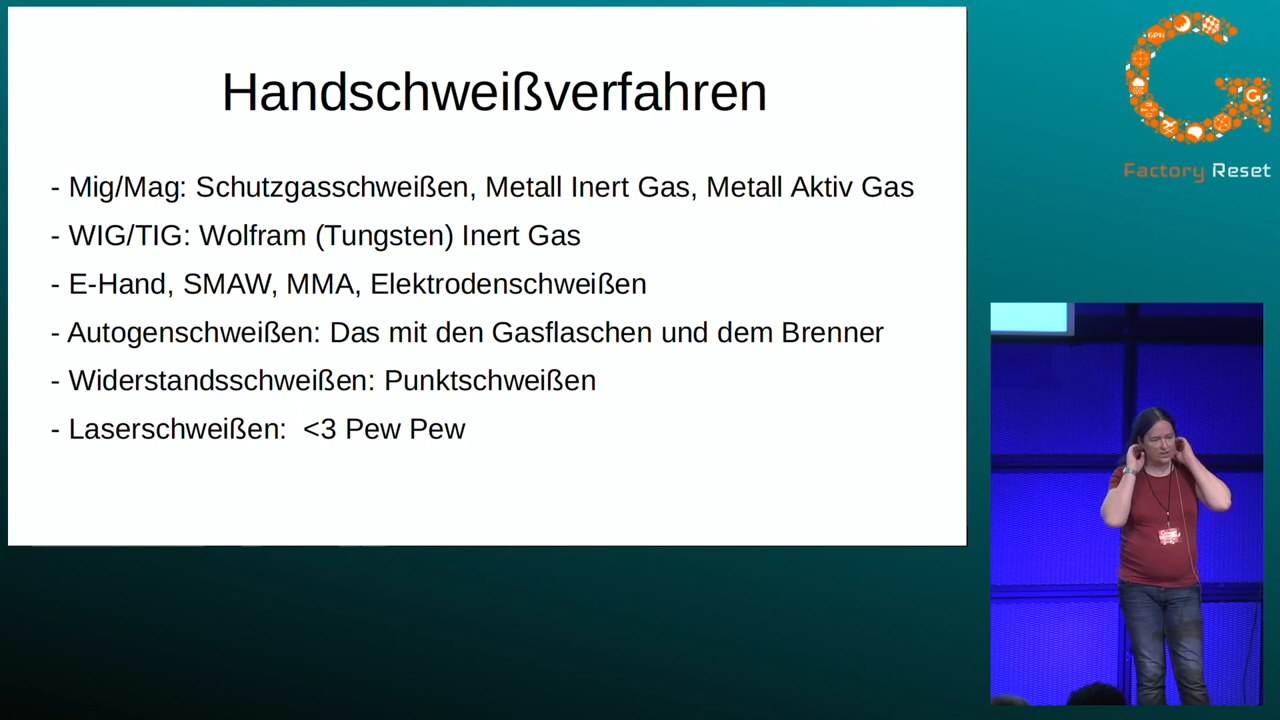 Handschweißverfahren
- Mig/Mag: Schutzgasschweißen, Metall Inert Gas, Metall Aktiv Gas
- WIG/TIG: Wolfram (Tungsten) Inert Gas
- E-Hand, SMAW, MMA, Elektrodenschweißen
- Autogenschweißen: Das mit den Gasflaschen und dem Brenner
- Widerstandsschweißen: Punktschweißen
- Laserschweißen:  <3 Pew Pew
GPN
G
Factory Reset